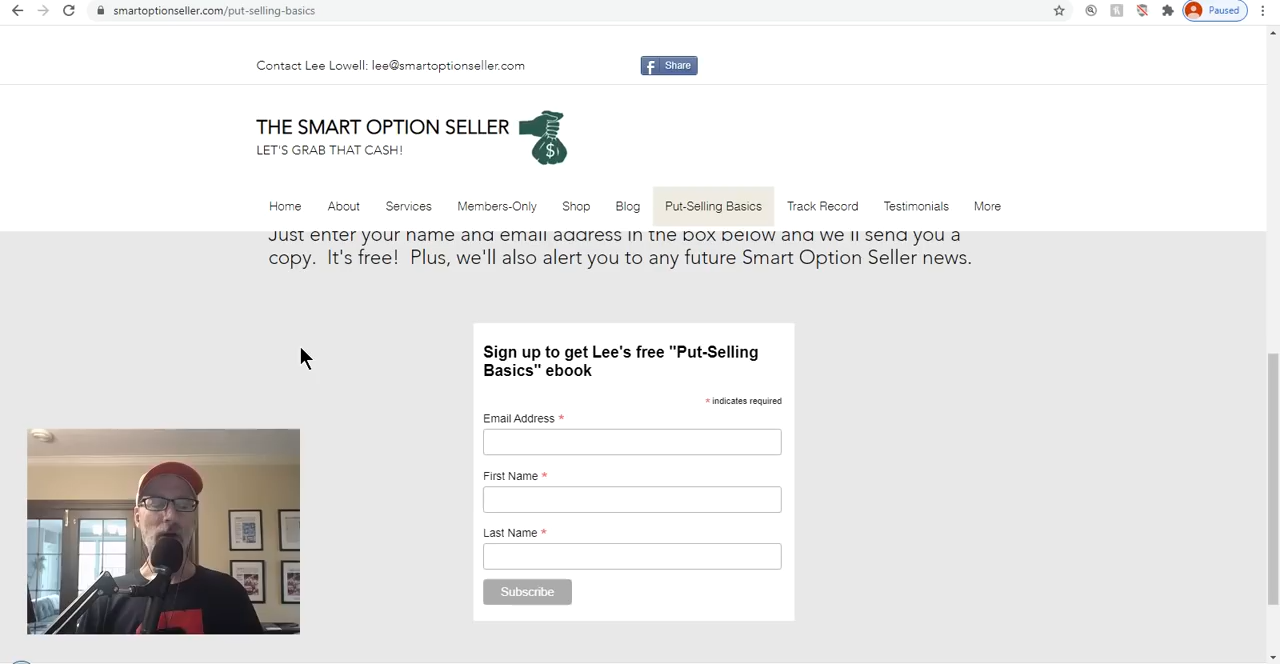 smartoptionseller.com/put-selling-basics
Paused
Contact Lee Lowell: lee@smartoptionseller.com
f Share
THE SMART OPTION SELLER
LET'S GRAB THAT CASH!
$
Home About Services Members-Only Shop Blog Put-Selling Basics Track Record Testimonials More
Just enter your name and email address in the box below and we'll send you a
copy. It's free! Plus, we'll also alert you to any future Smart Option Seller news.
Sign up to get Lee's free "Put-Selling
Basics" ebook
* indicates required
Email Address *
First Name *
Last Name *
Subscribe